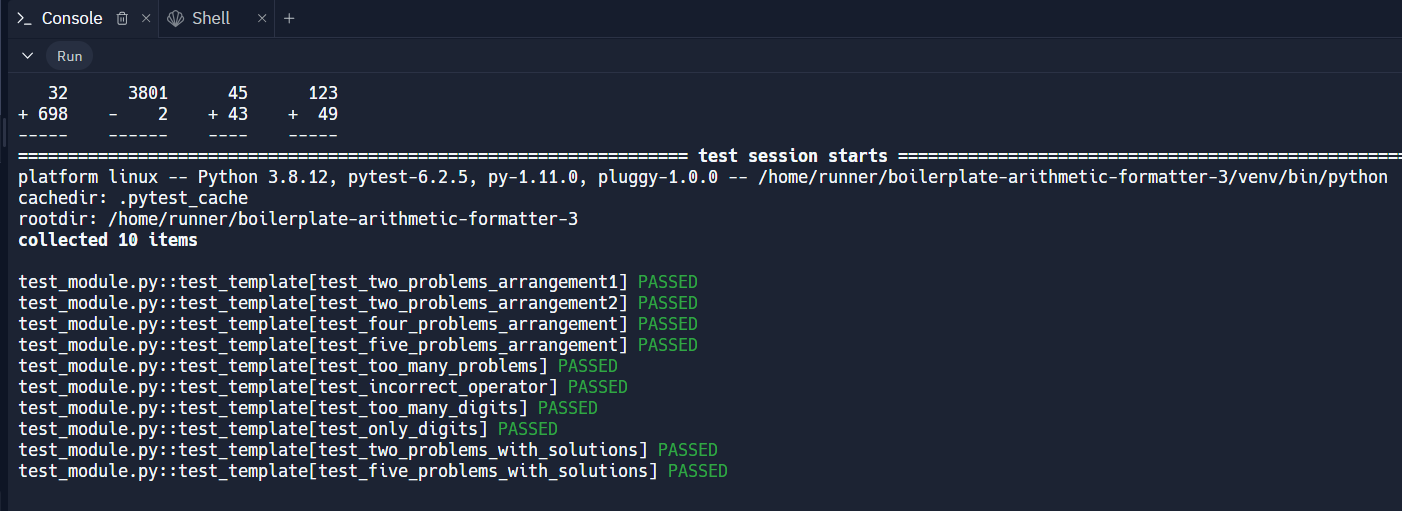 >_ Console × Shell × +
Run
   32      3801      45      123
+ 698    -    2    + 43    +  49
-----    ------    ----    -----
=================================================================== test session starts ===================================================
platform linux -- Python 3.8.12, pytest-6.2.5, py-1.11.0, pluggy-1.0.0 -- /home/runner/boilerplate-arithmetic-formatter-3/venv/bin/python
cachedir: .pytest_cache
rootdir: /home/runner/boilerplate-arithmetic-formatter-3
collected 10 items
test_module.py::test_template[test_two_problems_arrangement1] PASSED
test_module.py::test_template[test_two_problems_arrangement2] PASSED
test_module.py::test_template[test_four_problems_arrangement] PASSED
test_module.py::test_template[test_five_problems_arrangement] PASSED
test_module.py::test_template[test_too_many_problems] PASSED
test_module.py::test_template[test_incorrect_operator] PASSED
test_module.py::test_template[test_too_many_digits] PASSED
test_module.py::test_template[test_only_digits] PASSED
test_module.py::test_template[test_two_problems_with_solutions] PASSED
test_module.py::test_template[test_five_problems_with_solutions] PASSED